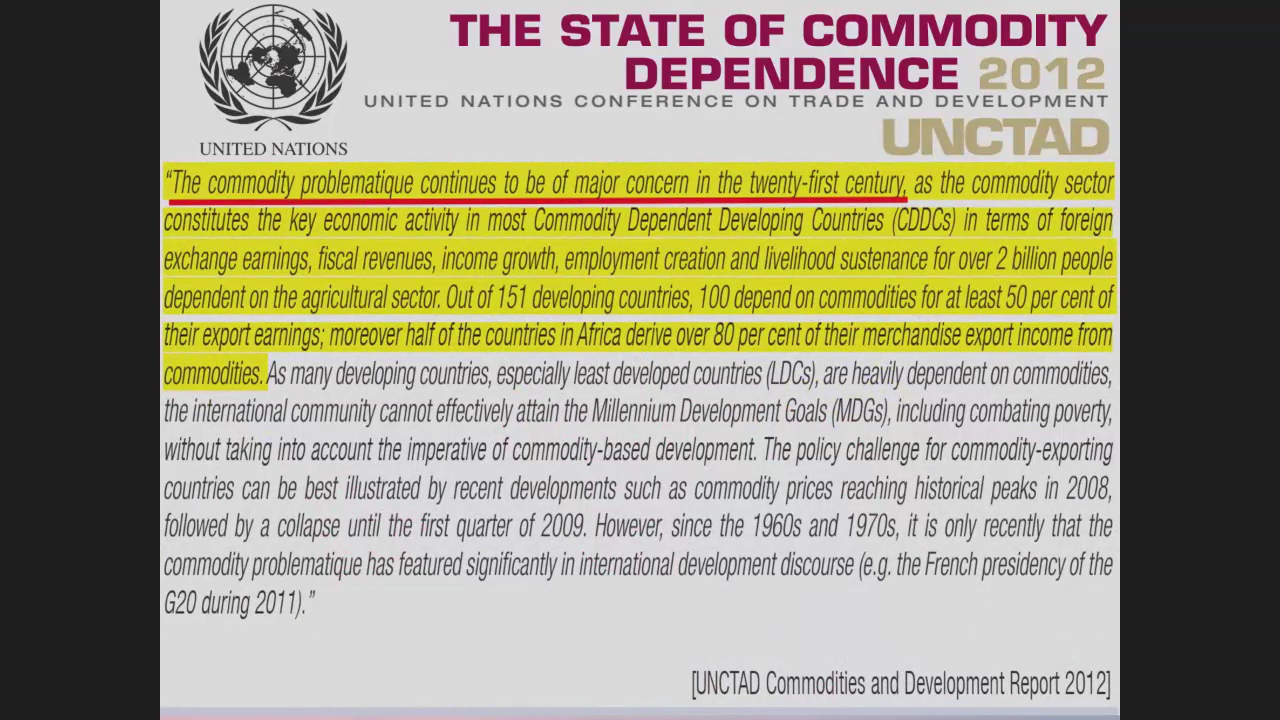 THE STATE OF COMMODITY
DEPENDENCE 2012
UNITED NATIONS CONFERENCE ON TRADE AND DEVELOPMENT
UNCTAD
UNITED NATIONS
“The commodity problematique continues to be of major concern in the twenty-first century, as the commodity sector
constitutes the key economic activity in most Commodity Dependent Developing Countries (CDDCs) in terms of foreign
exchange earnings, fiscal revenues, income growth, employment creation and livelihood sustenance for over 2 billion people
dependent on the agricultural sector. Out of 151 developing countries, 100 depend on commodities for at least 50 per cent of
their export earnings; moreover half of the countries in Africa derive over 80 per cent of their merchandise export income from
commodities. As many developing countries, especially least developed countries (LDCs), are heavily dependent on commodities,
the international community cannot effectively attain the Millennium Development Goals (MDGs), including combating poverty,
without taking into account the imperative of commodity-based development. The policy challenge for commodity-exporting
countries can be best illustrated by recent developments such as commodity prices reaching historical peaks in 2008,
followed by a collapse until the first quarter of 2009. However, since the 1960s and 1970s, it is only recently that the
commodity problematique has featured significantly in international development discourse (e.g. the French presidency of the
G20 during 2011).”
[UNCTAD Commodities and Development Report 2012]